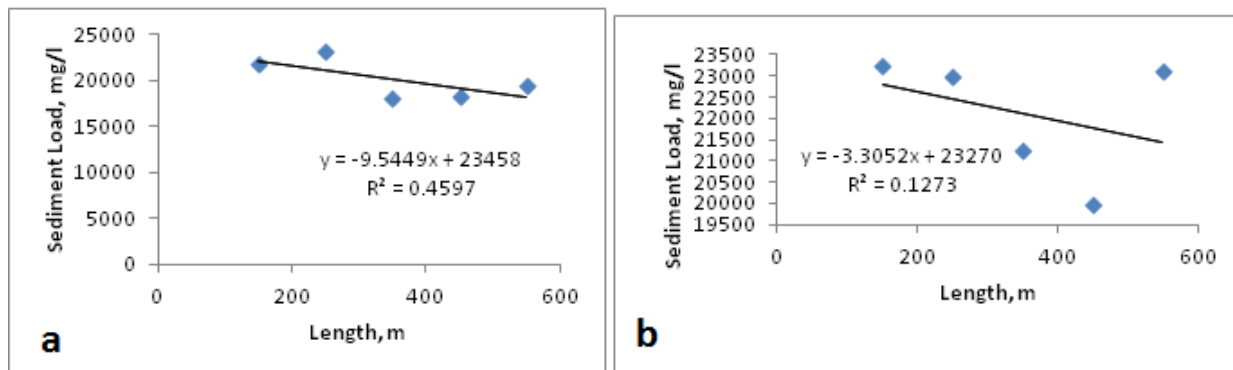 25000
20000
15000
10000
5000
0
Sediment Load, mg/l
y = -9.5449x + 23458
R² = 0.4597
0 200 400 600
Length, m
a
23500
23000
22500
22000
21500
21000
20500
20000
19500
Sediment Load, mg/l
y = -3.3052x + 23270
R² = 0.1273
0 200 400 600
Length, m
b